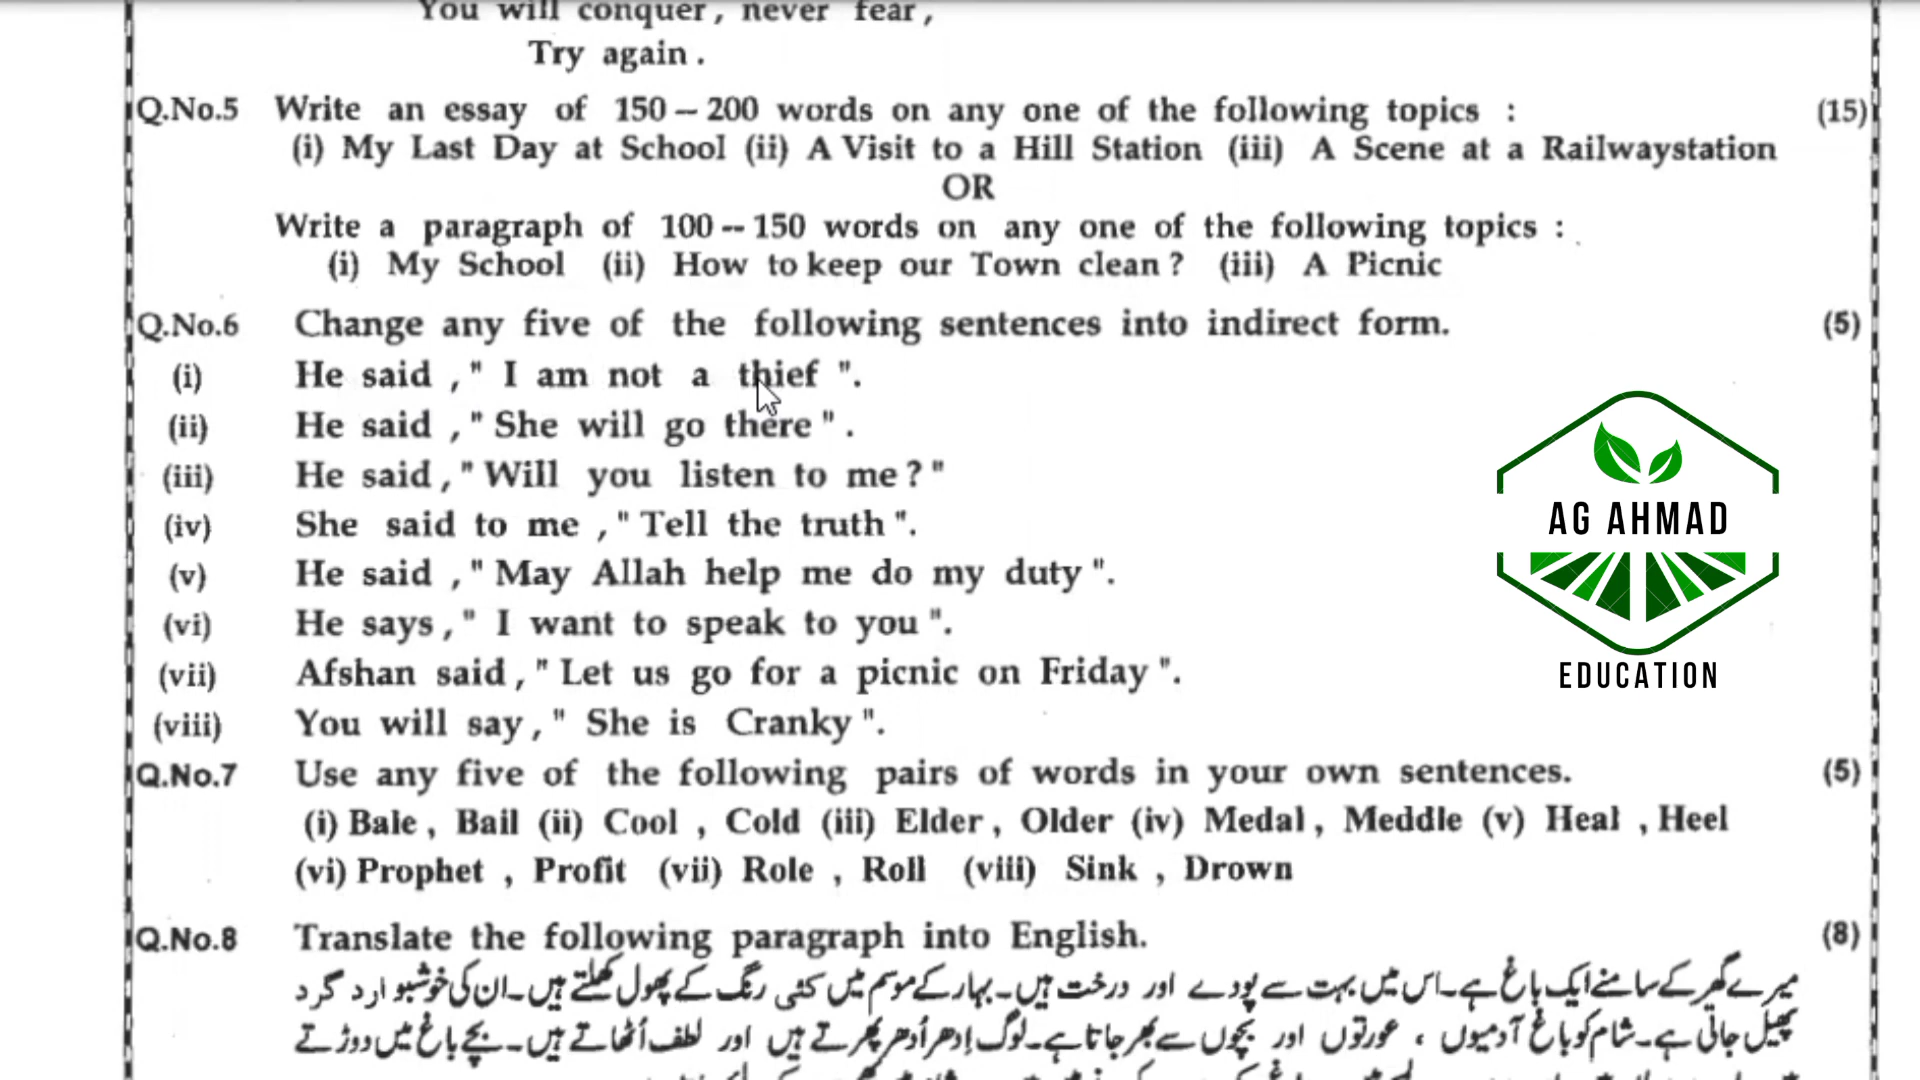 You will conquer, never fear,
Try again.
Q.No.5 Write an essay of 150 – 200 words on any one of the following topics : (15)
(i) My Last Day at School (ii) A Visit to a Hill Station (iii) A Scene at a Railwaystation
OR
Write a paragraph of 100 -- 150 words on any one of the following topics :
(i) My School (ii) How to keep our Town clean ? (iii) A Picnic
Q.No.6 Change any five of the following sentences into indirect form. (5)
(i) He said ," I am not a thief ".
(ii) He said ," She will go there ".
(iii) He said ," Will you listen to me ? "
(iv) She said to me ," Tell the truth ".
(v) He said ," May Allah help me do my duty ".
(vi) He says ," I want to speak to you ".
(vii) Afshan said ," Let us go for a picnic on Friday ".
(viii) You will say ," She is Cranky ".
Q.No.7 Use any five of the following pairs of words in your own sentences. (5)
(i) Bale , Bail (ii) Cool , Cold (iii) Elder , Older (iv) Medal , Meddle (v) Heal , Heel
(vi) Prophet , Profit (vii) Role , Roll (viii) Sink , Drown
Q.No.8 Translate the following paragraph into English. (8)
میرے گھر کے سامنے ایک باغ ہے۔اس میں بہت سے پودے اور درخت ہیں۔بہار کے موسم میں کئی رنگ کے پھول کھلتے ہیں۔ان کی خوشبو ارد گرد
پھیل جاتی ہے۔شام کو باغ آدمیوں ، عورتوں اور بچوں سے بھر جاتا ہے۔لوگ اِدھر اُدھر پھرتے ہیں اور لطف اُٹھاتے ہیں۔بچے باغ میں دوڑتے
AG AHMAD
EDUCATION